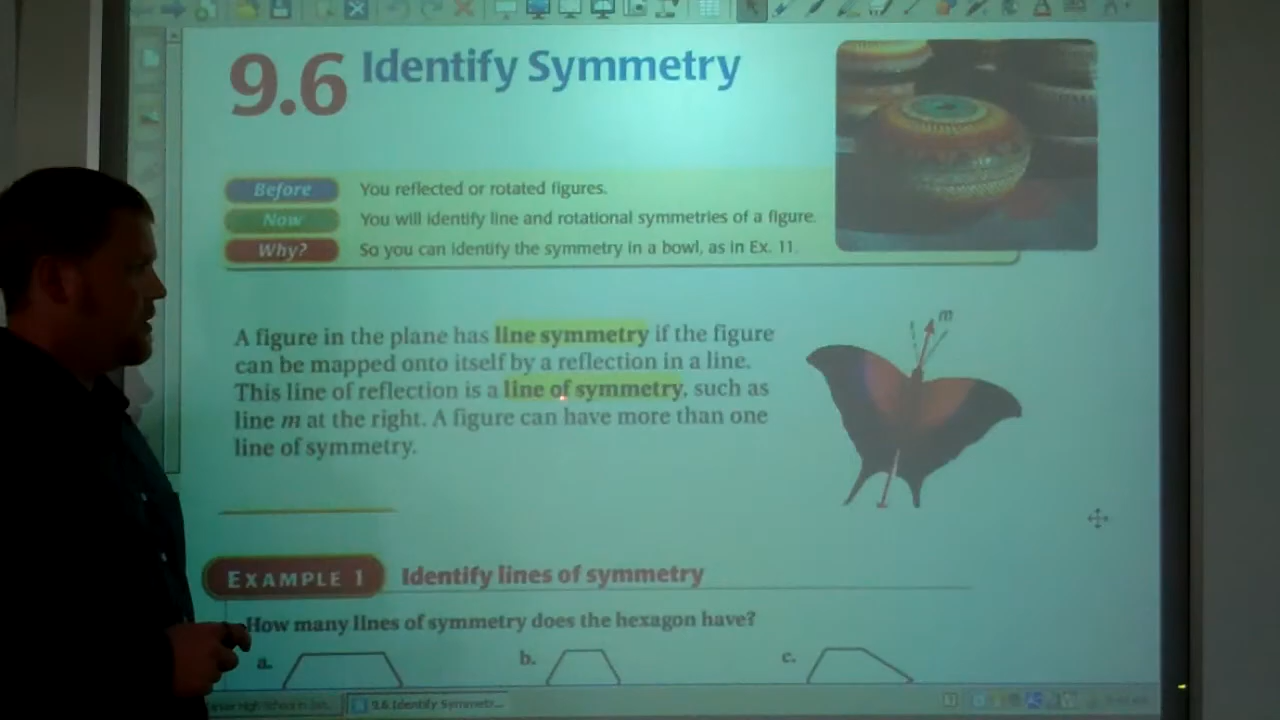 9.6 Identify Symmetry
Before You reflected or rotated figures.
Now You will identify line and rotational symmetries of a figure.
Why? So you can identify the symmetry in a bowl, as in Ex. 11.
A figure in the plane has line symmetry if the figure
can be mapped onto itself by a reflection in a line.
This line of reflection is a line of symmetry, such as
line m at the right. A figure can have more than one
line of symmetry.
m
EXAMPLE 1 Identify lines of symmetry
How many lines of symmetry does the hexagon have?
a. b. c.
9.6 Identify Symmetr...